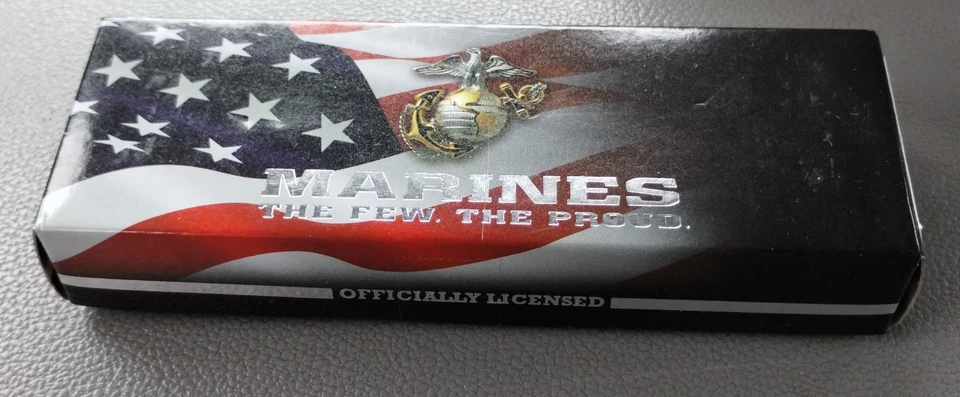 MARINES
THE FEW. THE PROUD.
OFFICIALLY LICENSED